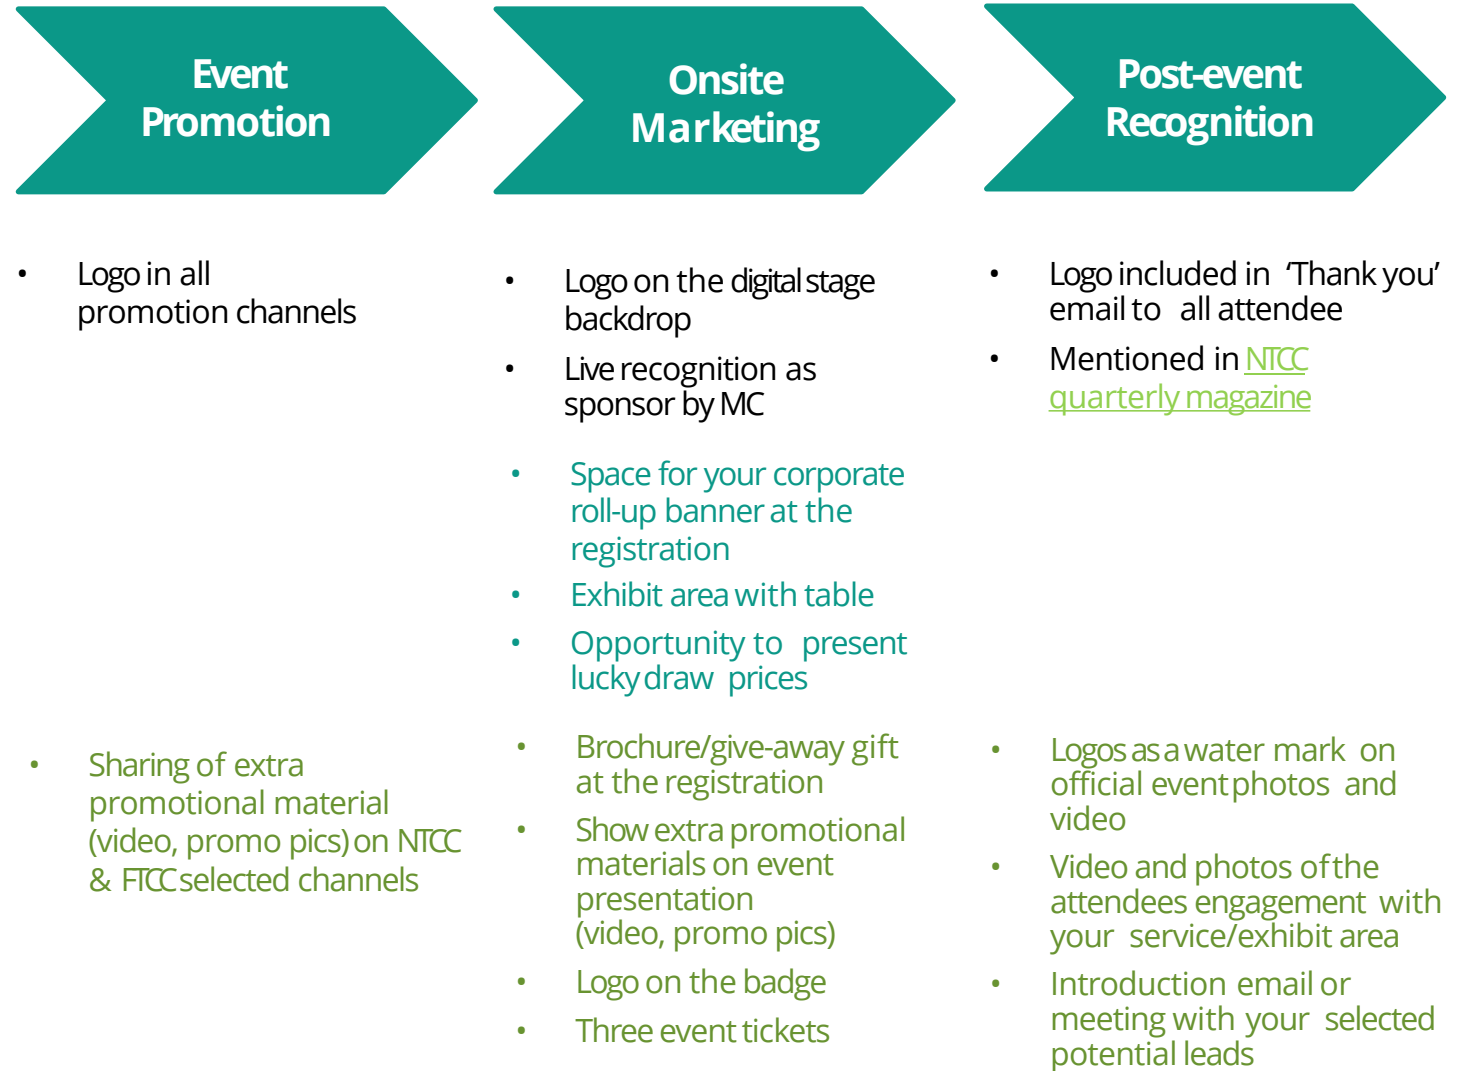 Event
Promotion
Onsite
Marketing
Post-event
Recognition
• Logo in all
promotion channels
• Sharing of extra
promotional material
(video, promo pics) on NTCC
& FTCC selected channels
• Logo on the digital stage
backdrop
• Live recognition as
sponsor by MC
• Space for your corporate
roll-up banner at the
registration
• Exhibit area with table
• Opportunity to present
lucky draw prices
• Brochure/give-away gift
at the registration
• Show extra promotional
materials on event
presentation
(video, promo pics)
• Logo on the badge
• Three event tickets
• Logo included in ‘Thank you’
email to all attendee
• Mentioned in NTCC
quarterly magazine
• Logos as a water mark on
official event photos and
video
• Video and photos of the
attendees engagement with
your service/exhibit area
• Introduction email or
meeting with your selected
potential leads